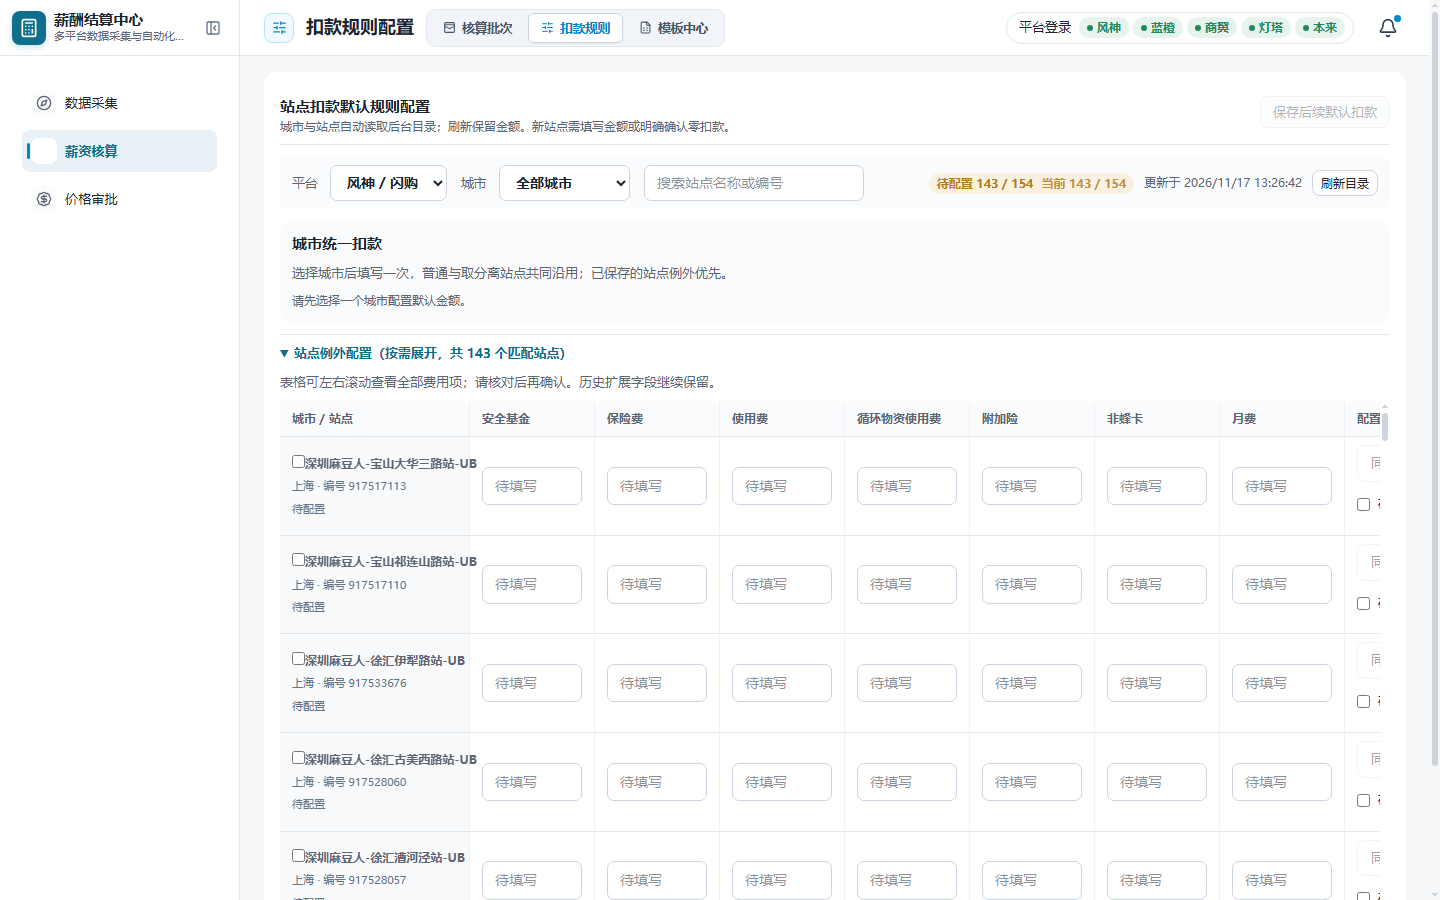 薪酬结算中心
多平台数据采集与自动化...
数据采集
薪资核算
价格审批
扣款规则配置
核算批次
扣款规则
模板中心
平台登录
风神
蓝橙
商巽
灯塔
本来
站点扣款默认规则配置
城市与站点自动读取后台目录；刷新保留金额。新站点需填写金额或明确确认零扣款。
保存后续默认扣款
平台
风神 / 闪购
城市
全部城市
搜索站点名称或编号
待配置 143 / 154 当前 143 / 154
更新于 2026/11/17 13:26:42
刷新目录
城市统一扣款
选择城市后填写一次，普通与取分离站点共同沿用；已保存的站点例外优先。
请先选择一个城市配置默认金额。
▼ 站点例外配置（按需展开，共 143 个匹配站点）
表格可左右滚动查看全部费用项；请核对后再确认。历史扩展字段继续保留。
城市 / 站点 安全基金 保险费 使用费 循环物资使用费 附加险 非蜂卡 月费 配置
深圳麻豆人-宝山大华三路站-UB
上海 · 编号 917517113
待配置
待填写 待填写 待填写 待填写 待填写 待填写 待填写
同
深圳麻豆人-宝山祁连山路站-UB
上海 · 编号 917517110
待配置
待填写 待填写 待填写 待填写 待填写 待填写 待填写
同
深圳麻豆人-徐汇伊犁路站-UB
上海 · 编号 917533676
待配置
待填写 待填写 待填写 待填写 待填写 待填写 待填写
同
深圳麻豆人-徐汇古美西路站-UB
上海 · 编号 917528060
待配置
待填写 待填写 待填写 待填写 待填写 待填写 待填写
同
深圳麻豆人-徐汇漕河泾站-UB
上海 · 编号 917528057
待填写 待填写 待填写 待填写 待填写 待填写 待填写
同